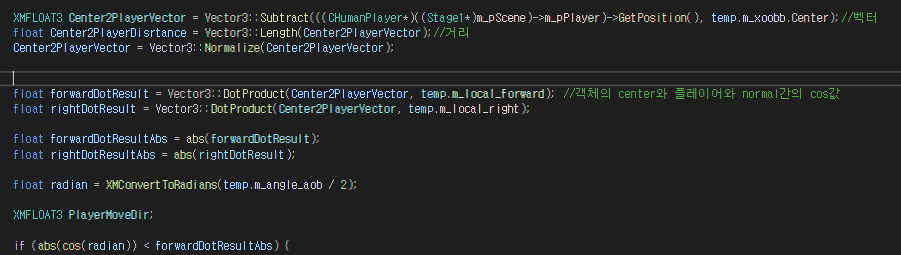 XMFLOAT3 Center2PlayerVector = Vector3::Subtract(((CHumanPlayer*)((Stage1*)m_pScene)->m_pPlayer)->GetPosition(), temp.m_xoobb.Center);//벡터
float Center2PlayerDisrtance = Vector3::Length(Center2PlayerVector);//거리
Center2PlayerVector = Vector3::Normalize(Center2PlayerVector);
float forwardDotResult = Vector3::DotProduct(Center2PlayerVector, temp.m_local_forward); //객체의 center와 플레이어와 normal간의 cos값
float rightDotResult = Vector3::DotProduct(Center2PlayerVector, temp.m_local_right);
float forwardDotResultAbs = abs(forwardDotResult);
float rightDotResultAbs = abs(rightDotResult);
float radian = XMConvertToRadians(temp.m_angle_aob / 2);
XMFLOAT3 PlayerMoveDir;
if (abs(cos(radian)) < forwardDotResultAbs) {